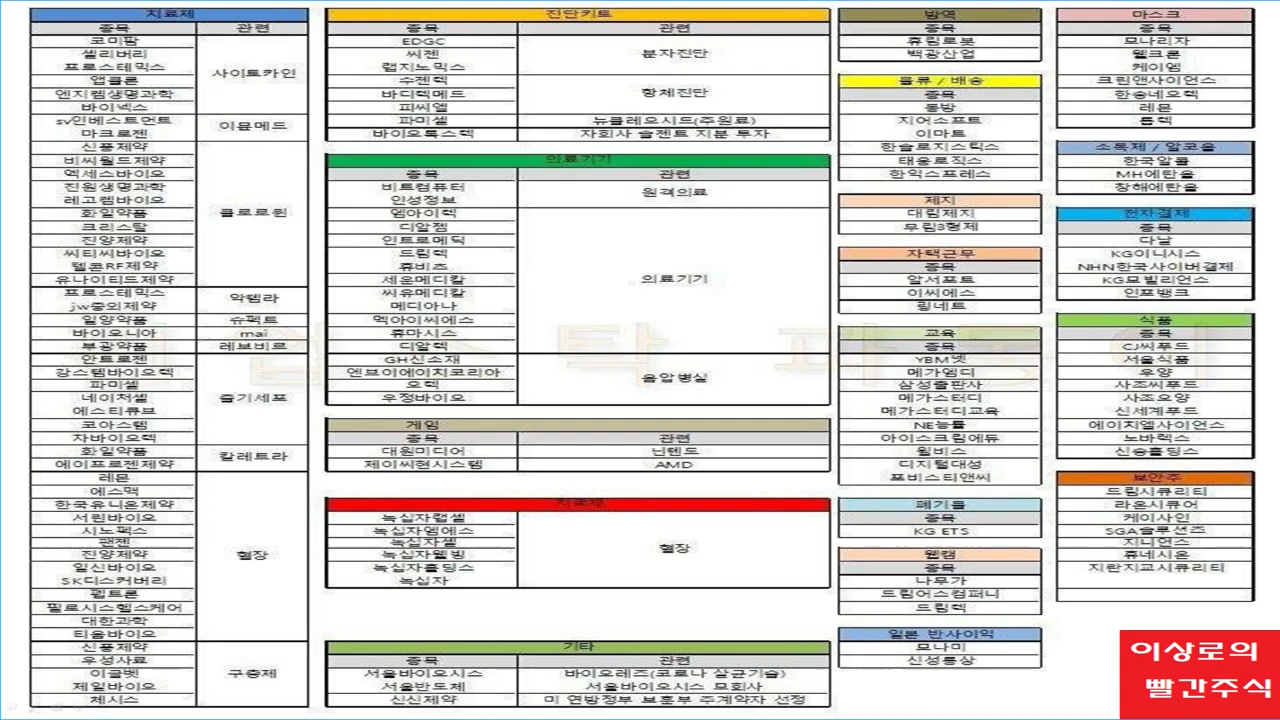 치료제
종목 관련
코미팜
셀리버리
프로스테믹스
앱클론
엔지켐생명과학
바이넥스
사이토카인
sv인베스트먼트
마크로젠
이뮨메드
신풍제약
비씨월드제약
엑세스바이오
진원생명과학
레고켐바이오
화일약품
크리스탈
진양제약
씨티씨바이오
텔콘RF제약
유나이티드제약
클로로퀸
프로스테믹스
jw중외제약
악템라
일양약품 슈펙트
바이오니아 mai
부광약품 레보비르
안트로젠
강스템바이오텍
파미셀
네이처셀
에스티큐브
코아스템
차바이오텍
줄기세포
화일약품
에이프로젠제약
칼레트라
레몬
에스맥
한국유니온제약
서린바이오
시노펙스
팬젠
진양제약
일신바이오
SK디스커버리
펩트론
필로시스헬스케어
대한과학
티움바이오
혈장
신풍제약
우성사료
이글벳
제일바이오
체시스
구충제
진단키트
종목 관련
EDGC
씨젠
랩지노믹스
분자진단
수젠텍
바디텍메드
피씨엘
항체진단
파미셀 뉴클레오시드(주원료)
바이오톡스텍 자회사 솔젠트 지분 투자
의료기기
종목 관련
비트컴퓨터
인성정보
원격의료
엠아이텍
디알젬
인트로메딕
드림텍
휴비츠
세운메디칼
씨유메디칼
메디아나
멕아이씨에스
휴마시스
디알텍
의료기기
GH신소재
엔브이에이치코리아
오텍
우정바이오
음압병실
게임
종목 관련
대원미디어 닌텐도
제이씨현시스템 AMD
치료제
녹십자랩셀
녹십자엠에스
녹십자셀
녹십자웰빙
녹십자홀딩스
녹십자
혈장
기타
종목 관련
서울바이오시스 바이오레즈(코로나 살균기술)
서울반도체 서울바이오시스 모회사
신신제약 미 연방정부 보훈부 주계약자 선정
방역
종목
휴림로봇
백광산업
물류 / 배송
종목
동방
지어소프트
이마트
한솔로지스틱스
태웅로직스
한익스프레스
제지
대림제지
무림3형제
자택근무
종목
알서포트
이씨에스
링네트
교육
종목
YBM넷
메가엠디
삼성출판사
메가스터디
메가스터디교육
NE능률
아이스크림에듀
윌비스
디지털대성
포비스티앤씨
폐기물
종목
KG ETS
웹캠
종목
나무가
드림어스컴퍼니
드림텍
일본 반사이익
모나미
신성통상
마스크
종목
모나리자
웰크론
케이엠
크린앤사이언스
한송네오텍
레몬
톱텍
소독제 / 알코올
한국알콜
MH에탄올
창해에탄올
전자결제
종목
다날
KG이니시스
NHN한국사이버결제
KG모빌리언스
인포뱅크
식품
종목
CJ씨푸드
서울식품
우양
사조씨푸드
사조오양
신세계푸드
에이치엘사이언스
노바렉스
신송홀딩스
보안주
드림시큐리티
라온시큐어
케이사인
SGA솔루션즈
지니언스
휴네시온
지란지교시큐리티
이상로의
빨간주식